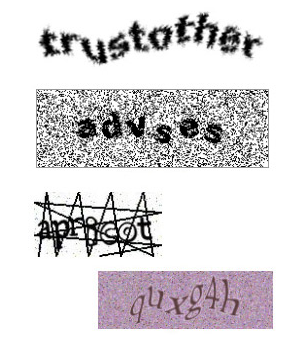 trustother
advses
apricot
quxg4h